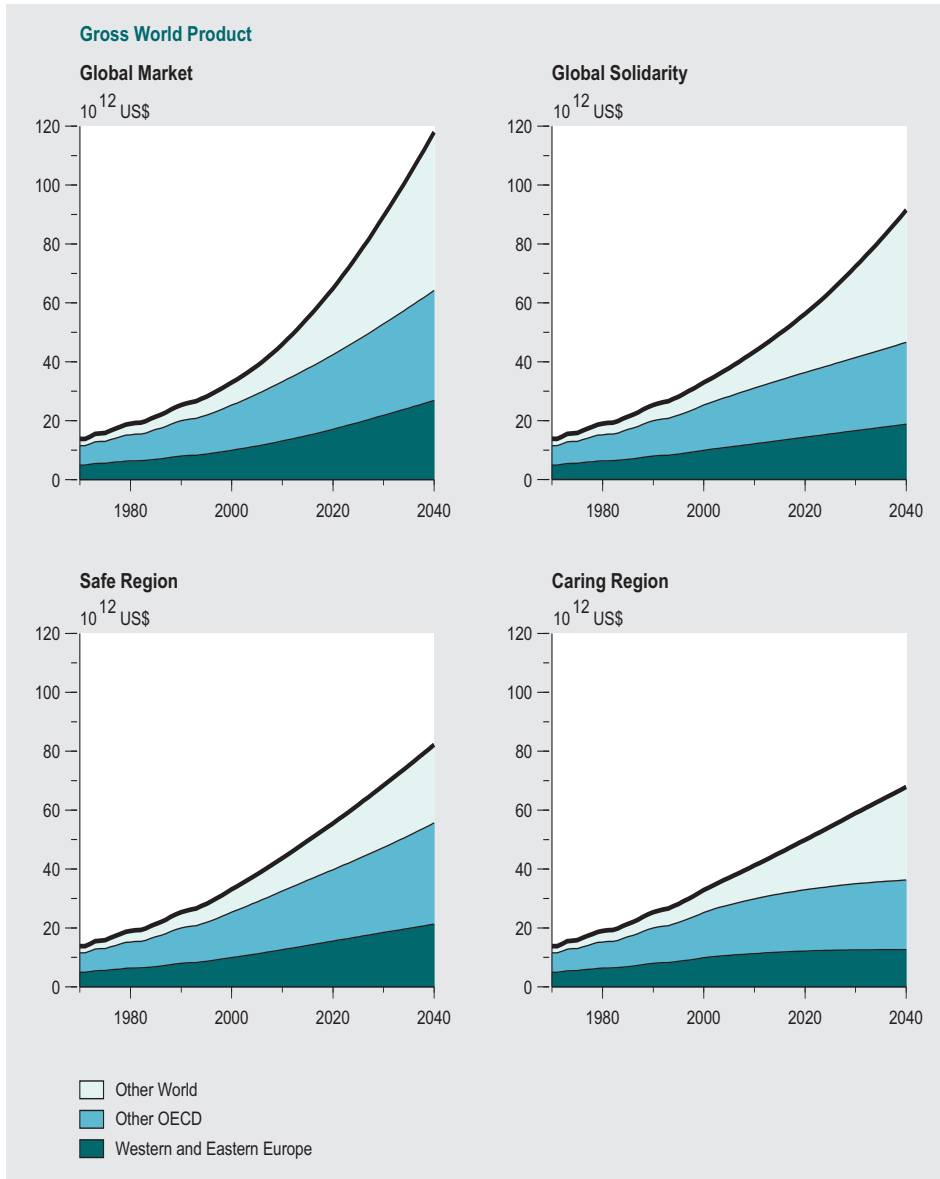 Gross World Product
Global Market
10 12 US$
120
100
80
60
40
20
0
1980 2000 2020 2040
Global Solidarity
10 12 US$
120
100
80
60
40
20
0
1980 2000 2020 2040
Safe Region
10 12 US$
120
100
80
60
40
20
0
1980 2000 2020 2040
Caring Region
10 12 US$
120
100
80
60
40
20
0
1980 2000 2020 2040
Other World
Other OECD
Western and Eastern Europe